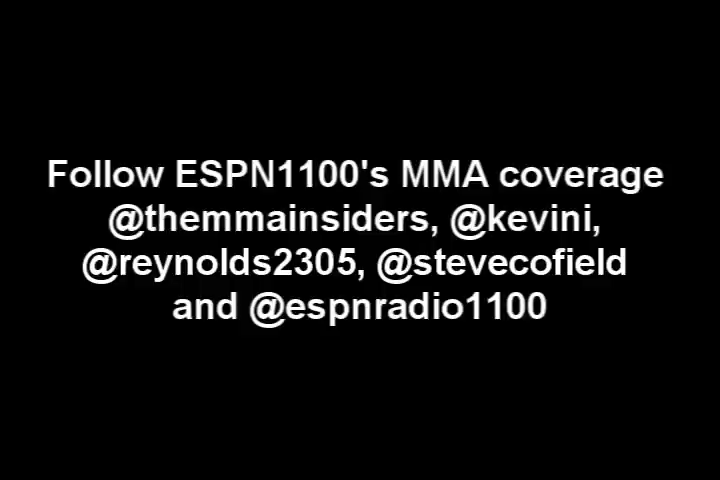 Follow ESPN1100's MMA coverage
@themmainsiders, @kevini,
@reynolds2305, @stevecofield
and @espnradio1100